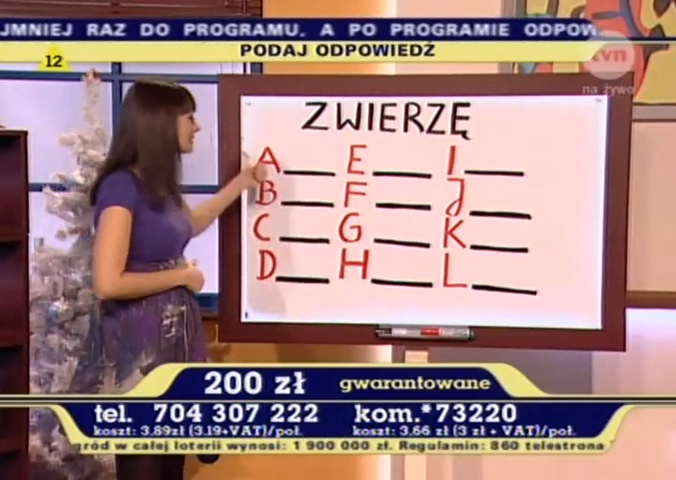 JMNIEJ RAZ DO PROGRAMU, A PO PROGRAMIE ODPOW
PODAJ ODPOWIEDŹ
12
tvn
na żywo
ZWIERZĘ
A E I
B F J
C G K
D H L
200 zł gwarantowane
tel. 704 307 222 kom.*73220
koszt: 3.89zł (3.19+VAT)/poł. koszt: 3.66 zł (3 zł + VAT)/poł.
gród w całej loterii wynosi: 1 900 000 zł. Regulamin: 860 telestrona